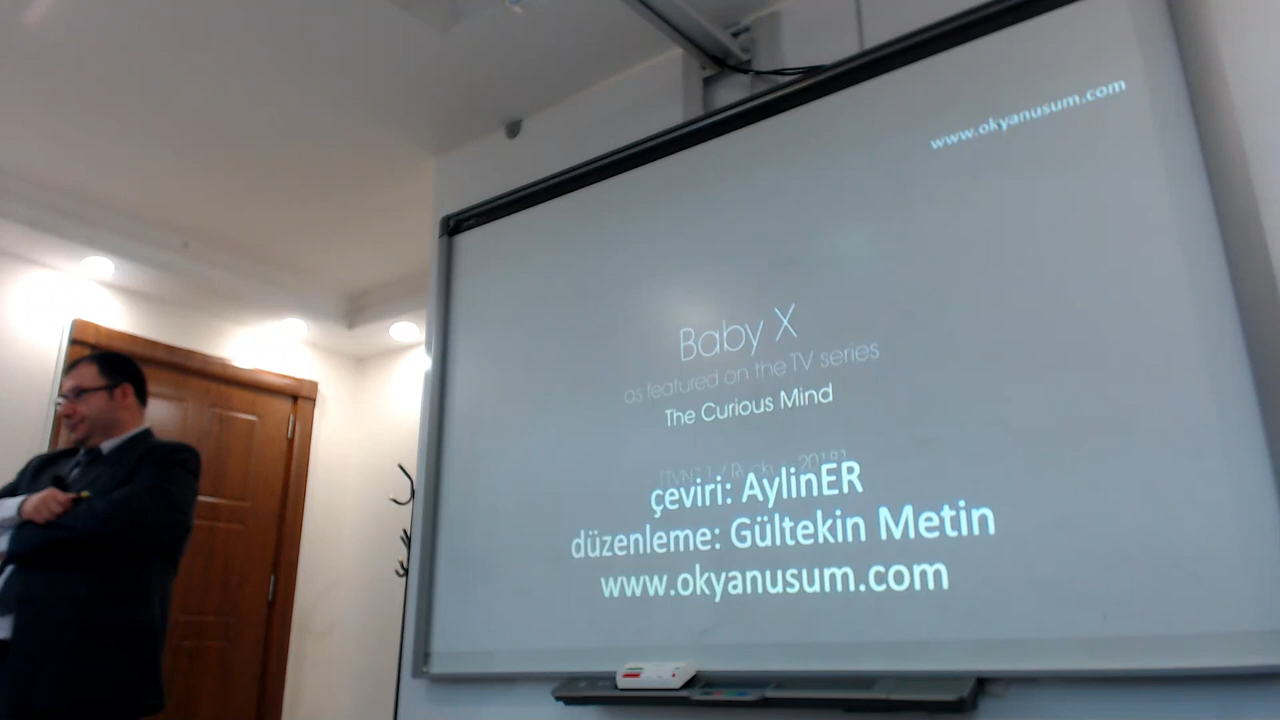 www.okyanusum.com
Baby X
as featured on the TV series
The Curious Mind
çeviri: AylinER
düzenleme: Gültekin Metin
www.okyanusum.com